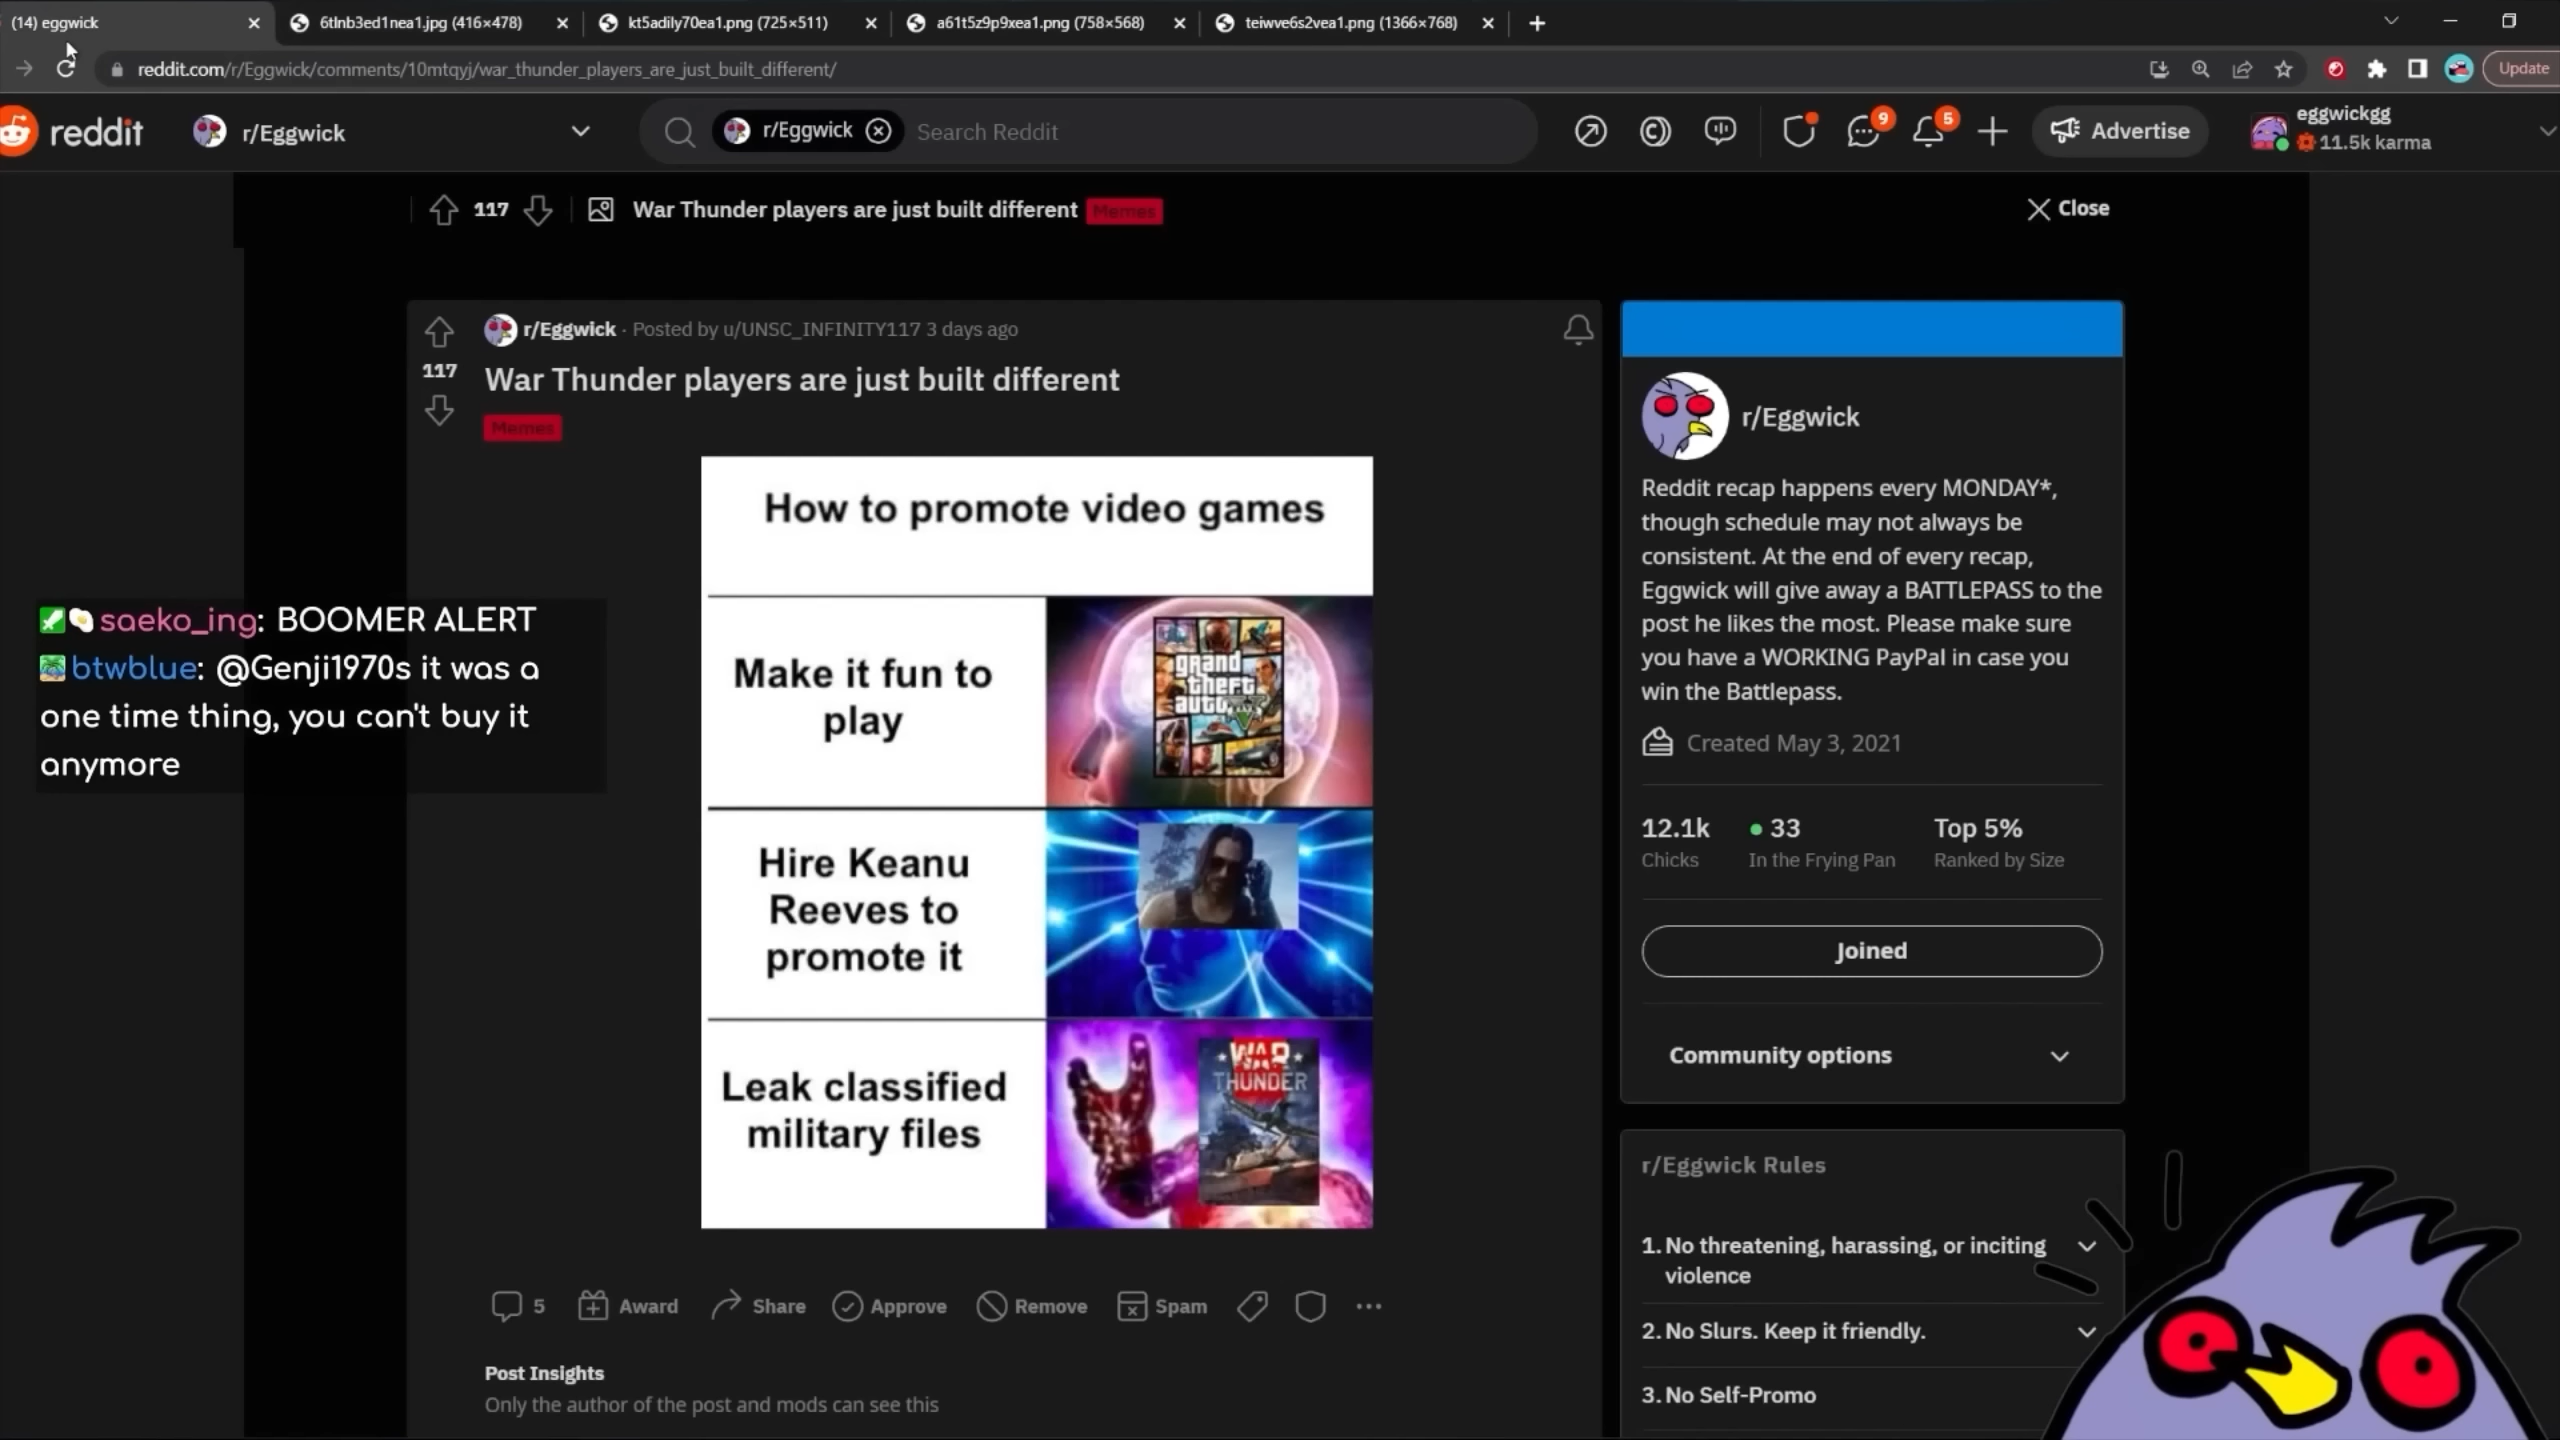 (14) eggwick
6tlnb3ed1nea1.jpg (416×478)
kt5adily70ea1.png (725×511)
a61t5z9p9xea1.png (758×568)
teiwve6s2vea1.png (1366×768)
reddit.com/r/Eggwick/comments/10mtqyj/war_thunder_players_are_just_built_different/
Update
reddit
r/Eggwick
r/Eggwick
Search Reddit
9
5
Advertise
eggwickgg
11.5k karma
117
War Thunder players are just built different
Memes
Close
r/Eggwick · Posted by u/UNSC_INFINITY117 3 days ago
117
War Thunder players are just built different
Memes
How to promote video games
Make it fun to
play
grand
theft
auto
V
Hire Keanu
Reeves to
promote it
Leak classified
military files
WAR
THUNDER
saeko_ing: BOOMER ALERT
btwblue: @Genji1970s it was a
one time thing, you can't buy it
anymore
5
Award
Share
Approve
Remove
Spam
Post Insights
Only the author of the post and mods can see this
r/Eggwick
Reddit recap happens every MONDAY*,
though schedule may not always be
consistent. At the end of every recap,
Eggwick will give away a BATTLEPASS to the
post he likes the most. Please make sure
you have a WORKING PayPal in case you
win the Battlepass.
Created May 3, 2021
12.1k
33
Top 5%
Chicks
In the Frying Pan
Ranked by Size
Joined
Community options
r/Eggwick Rules
1. No threatening, harassing, or inciting
violence
2. No Slurs. Keep it friendly.
3. No Self-Promo